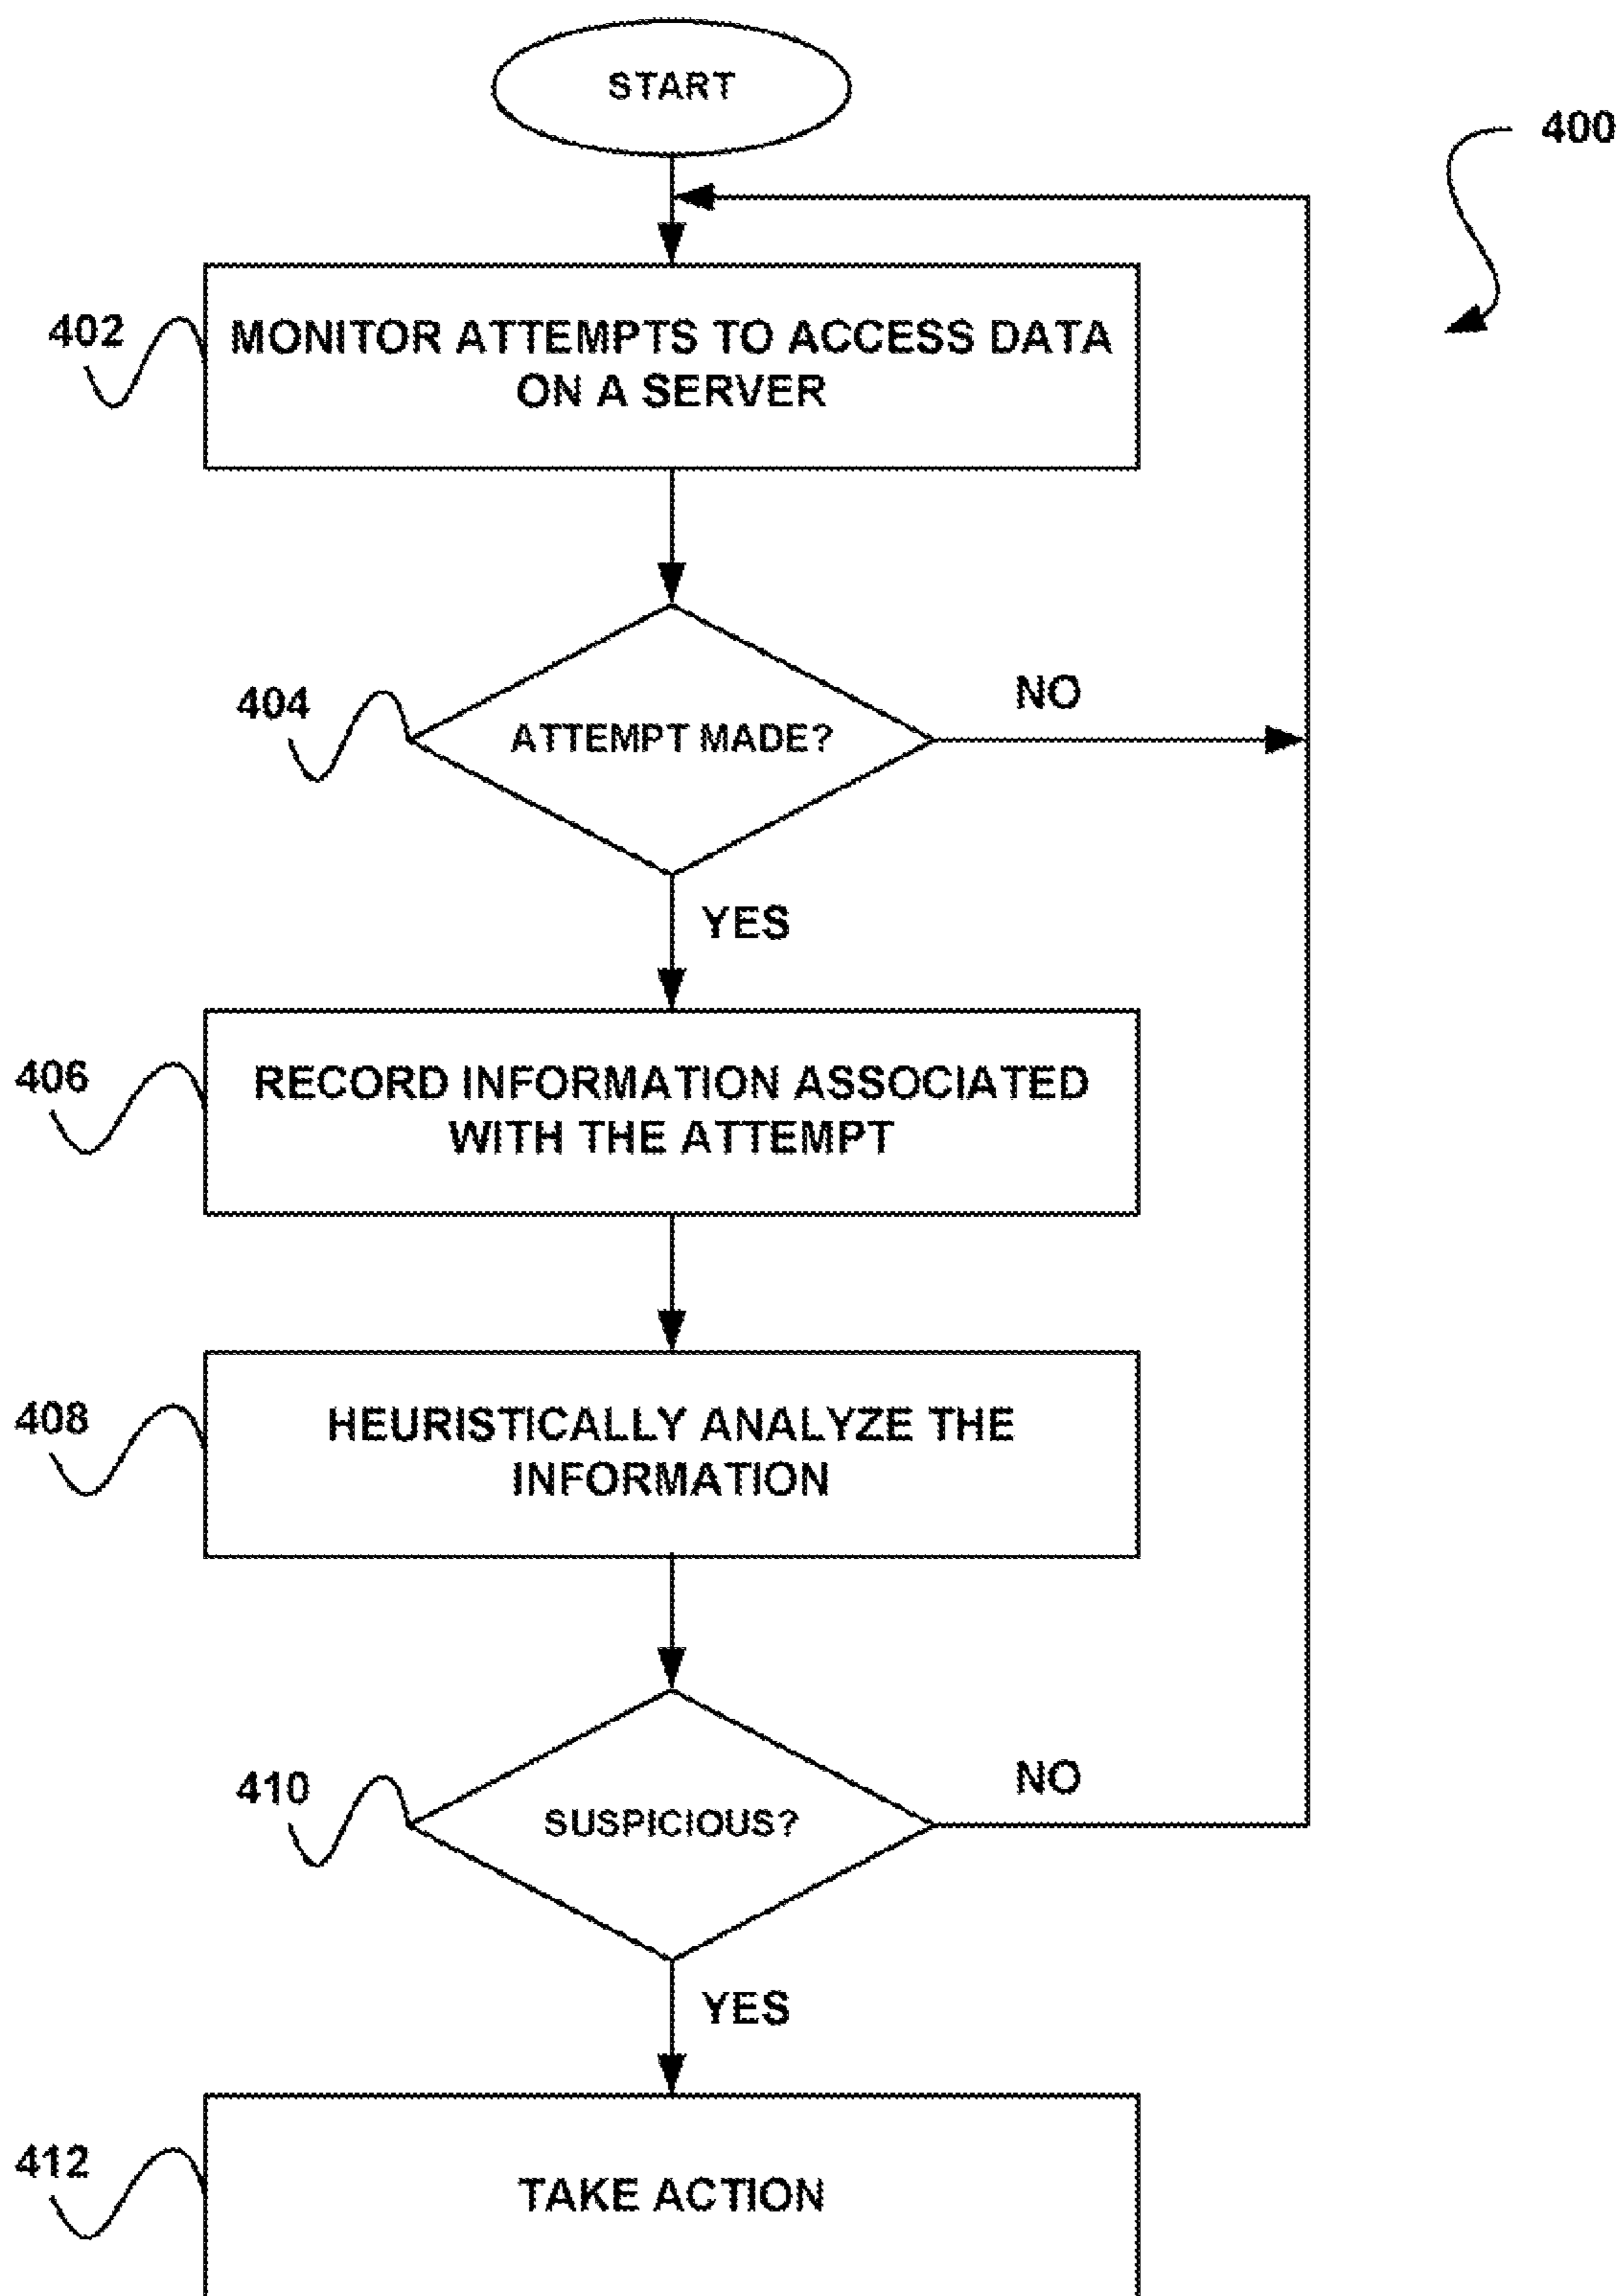 START
400
402
MONITOR ATTEMPTS TO ACCESS DATA
ON A SERVER
404
ATTEMPT MADE?
NO
YES
406
RECORD INFORMATION ASSOCIATED
WITH THE ATTEMPT
408
HEURISTICALLY ANALYZE THE
INFORMATION
410
SUSPICIOUS?
NO
YES
412
TAKE ACTION